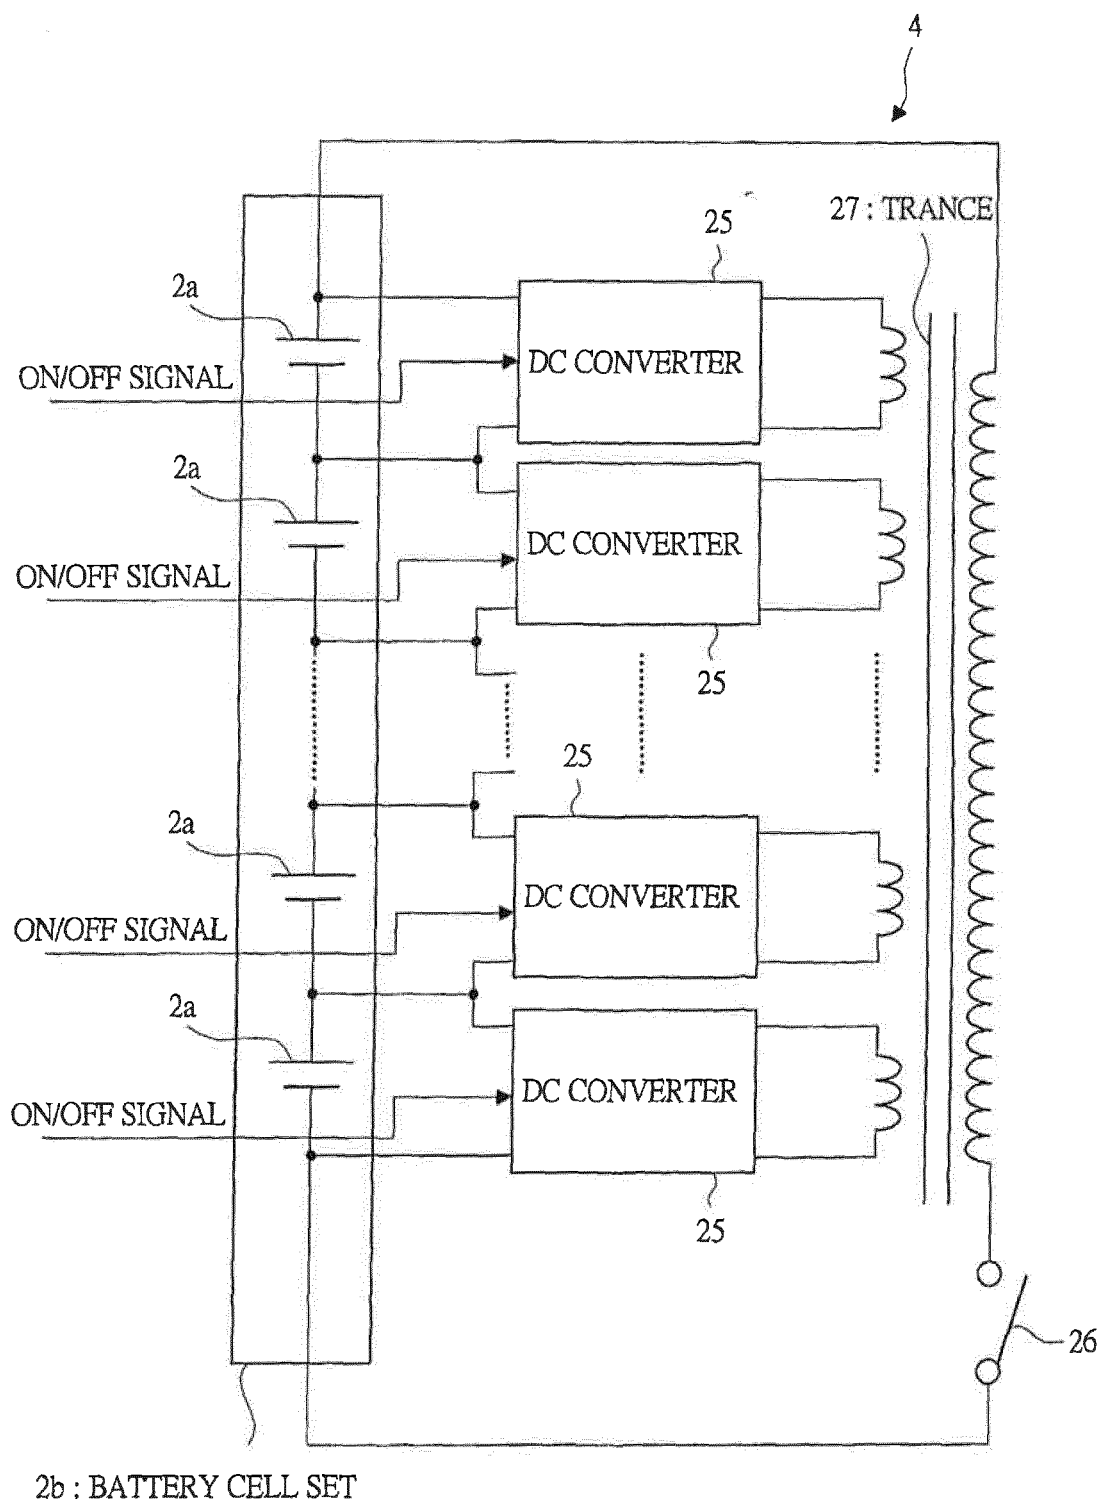 4
27 : TRANCE
25
2a
DC CONVERTER
ON/OFF SIGNAL
2a
DC CONVERTER
ON/OFF SIGNAL
25
25
2a
DC CONVERTER
ON/OFF SIGNAL
2a
DC CONVERTER
ON/OFF SIGNAL
25
26
2b : BATTERY CELL SET